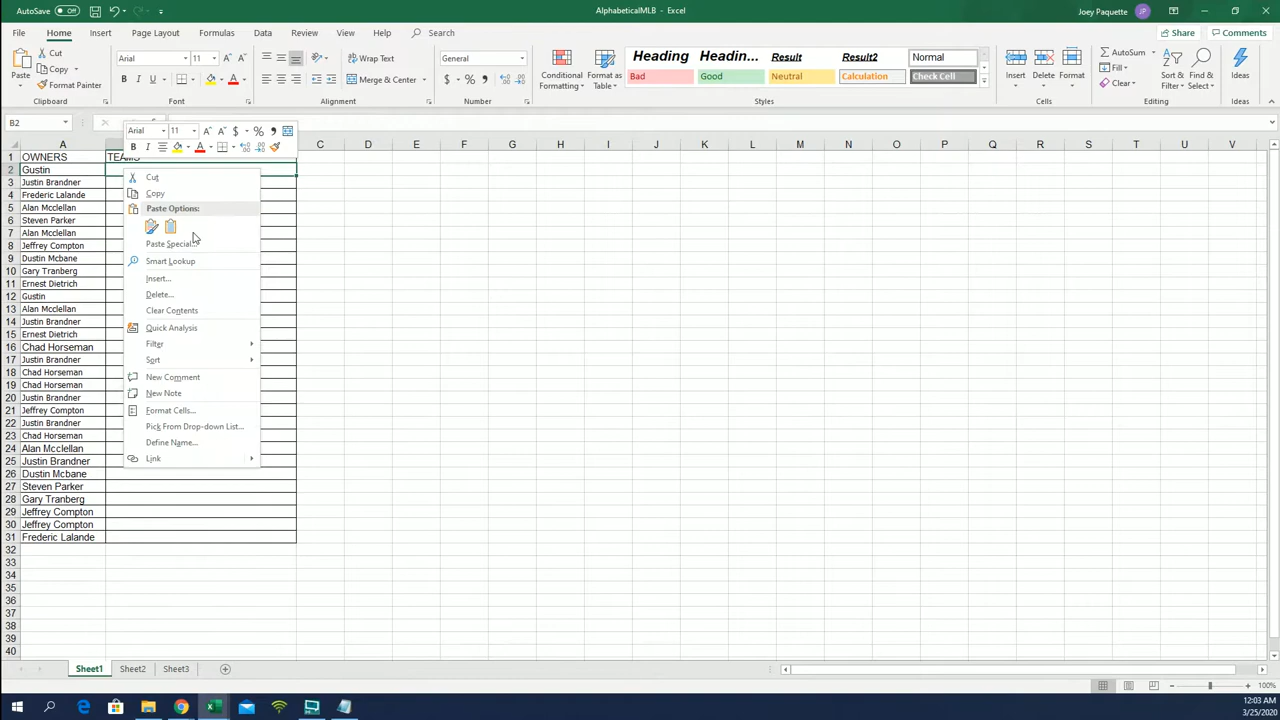 AutoSave Off AlphabeticalMLB - Excel Joey Paquette JP
File Home Insert Page Layout Formulas Data Review View Help Search Share Comments
Paste Cut Copy Format Painter Clipboard
Arial 11 B I U Font
Wrap Text Merge & Center Alignment
General $ % Number
Conditional Formatting Format as Table
Heading Headin... Result Result2 Normal
Bad Good Neutral Calculation Check Cell
Styles
Insert Delete Format Cells
AutoSum Fill Clear Sort & Filter Find & Select Editing
Ideas Ideas
B2
Arial 11 $ %
B
A C D E F G H I J K L M N O P Q R S T U V
1 OWNERS TEAMS
2 Gustin
3 Justin Brandner
4 Frederic Lalande
5 Alan Mcclellan
6 Steven Parker
7 Alan Mcclellan
8 Jeffrey Compton
9 Dustin Mcbane
10 Gary Tranberg
11 Ernest Dietrich
12 Gustin
13 Alan Mcclellan
14 Justin Brandner
15 Ernest Dietrich
16 Chad Horseman
17 Justin Brandner
18 Chad Horseman
19 Chad Horseman
20 Justin Brandner
21 Jeffrey Compton
22 Justin Brandner
23 Chad Horseman
24 Alan Mcclellan
25 Justin Brandner
26 Dustin Mcbane
27 Steven Parker
28 Gary Tranberg
29 Jeffrey Compton
30 Jeffrey Compton
31 Frederic Lalande
32
33
34
35
36
37
38
39
40
Cut
Copy
Paste Options:
Paste Special...
Smart Lookup
Insert...
Delete...
Clear Contents
Quick Analysis
Filter
Sort
New Comment
New Note
Format Cells...
Pick From Drop-down List...
Define Name...
Link
Sheet1 Sheet2 Sheet3
100%
12:03 AM
3/25/2020